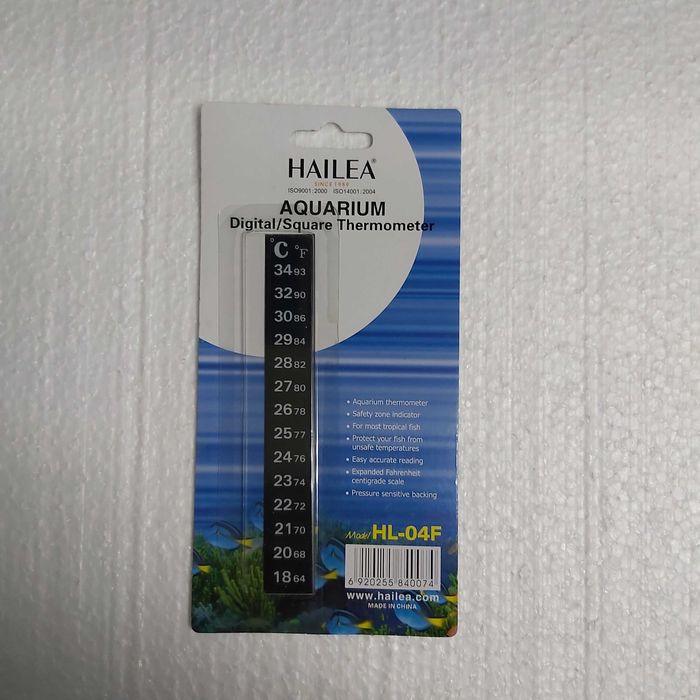 HAILEA®
SINCE 1989
ISO9001:2000 ISO14001:2004
AQUARIUM
Digital/Square Thermometer
°C °F
34 93
32 90
30 86
29 84
28 82
27 80
26 78
25 77
24 76
23 74
22 72
21 70
20 68
18 64
• Aquarium thermometer
• Safety zone indicator
• For most tropical fish
• Protect your fish from
unsafe temperatures
• Easy accurate reading
• Expanded Fahrenheit
centigrade scale
• Pressure sensitive backing
Model HL-04F
6 920255 840074
www.hailea.com
MADE IN CHINA